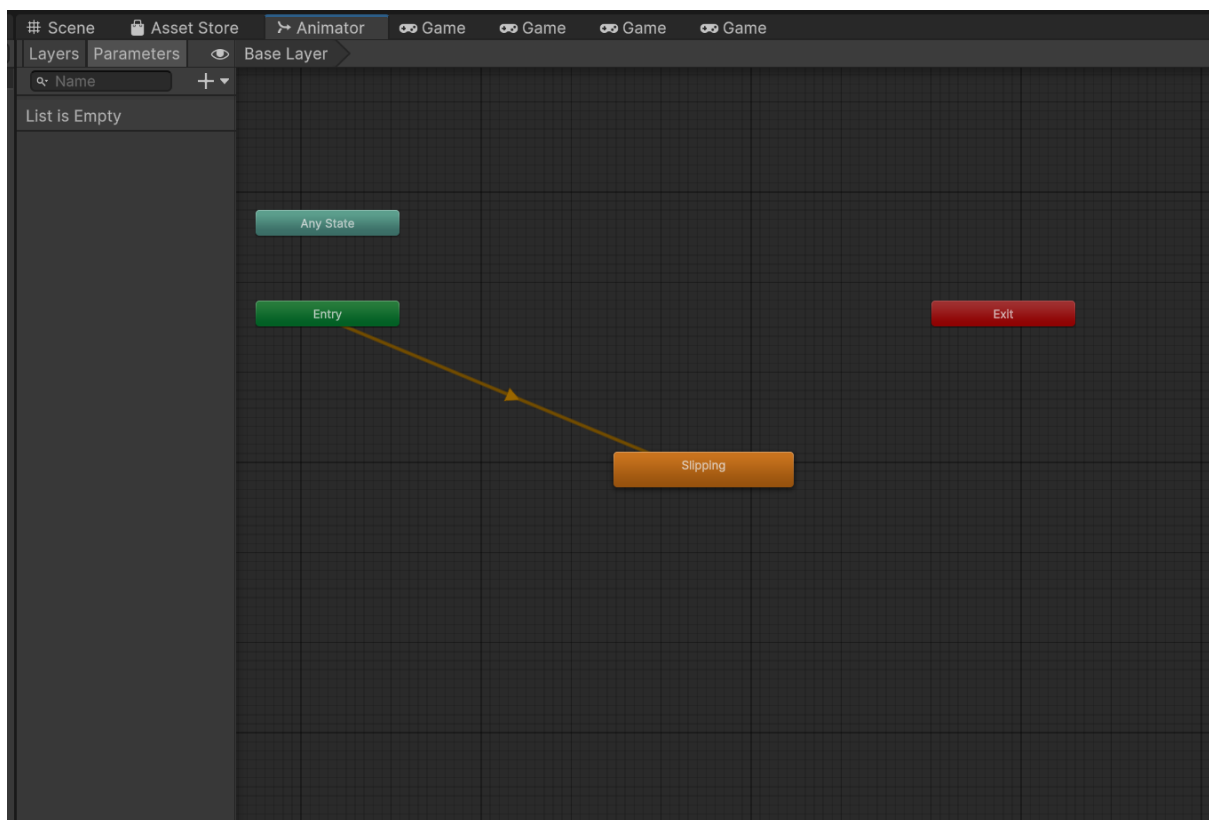 Scene Asset Store Animator Game Game Game Game
Layers Parameters Base Layer
Name
List is Empty
Any State
Entry
Exit
Slipping